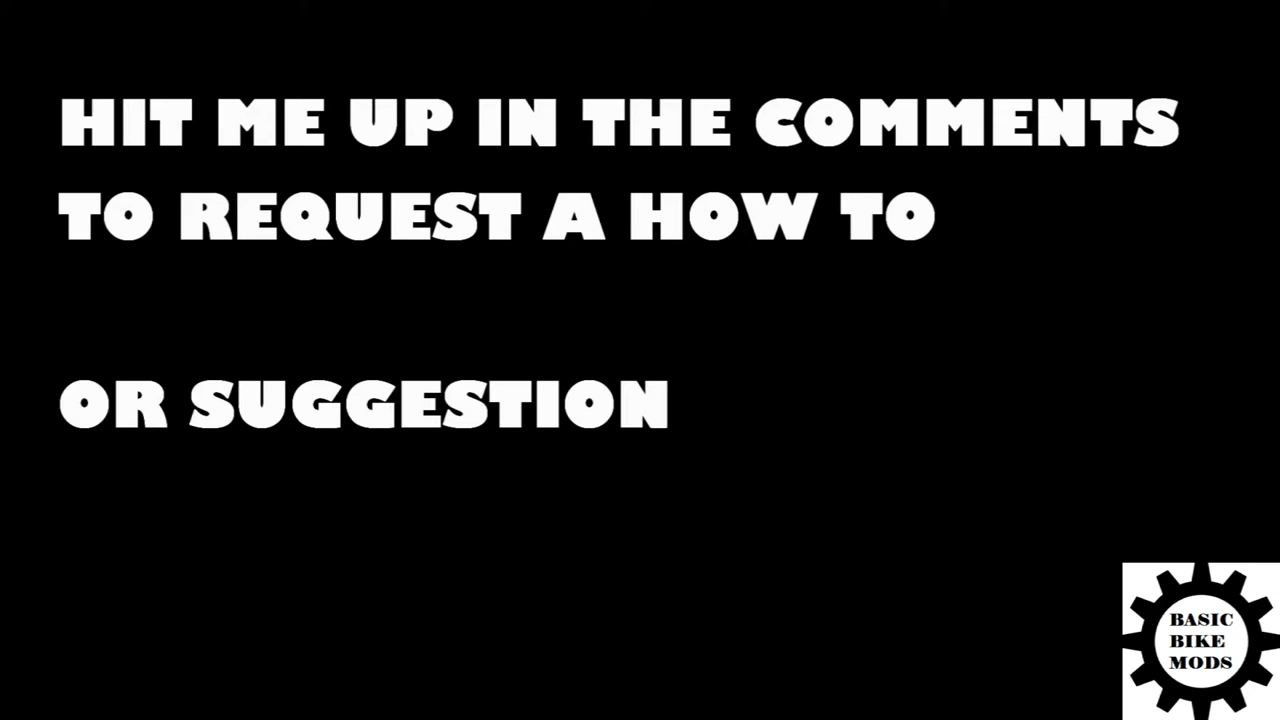 HIT ME UP IN THE COMMENTS
TO REQUEST A HOW TO
OR SUGGESTION
BASIC
BIKE
MODS